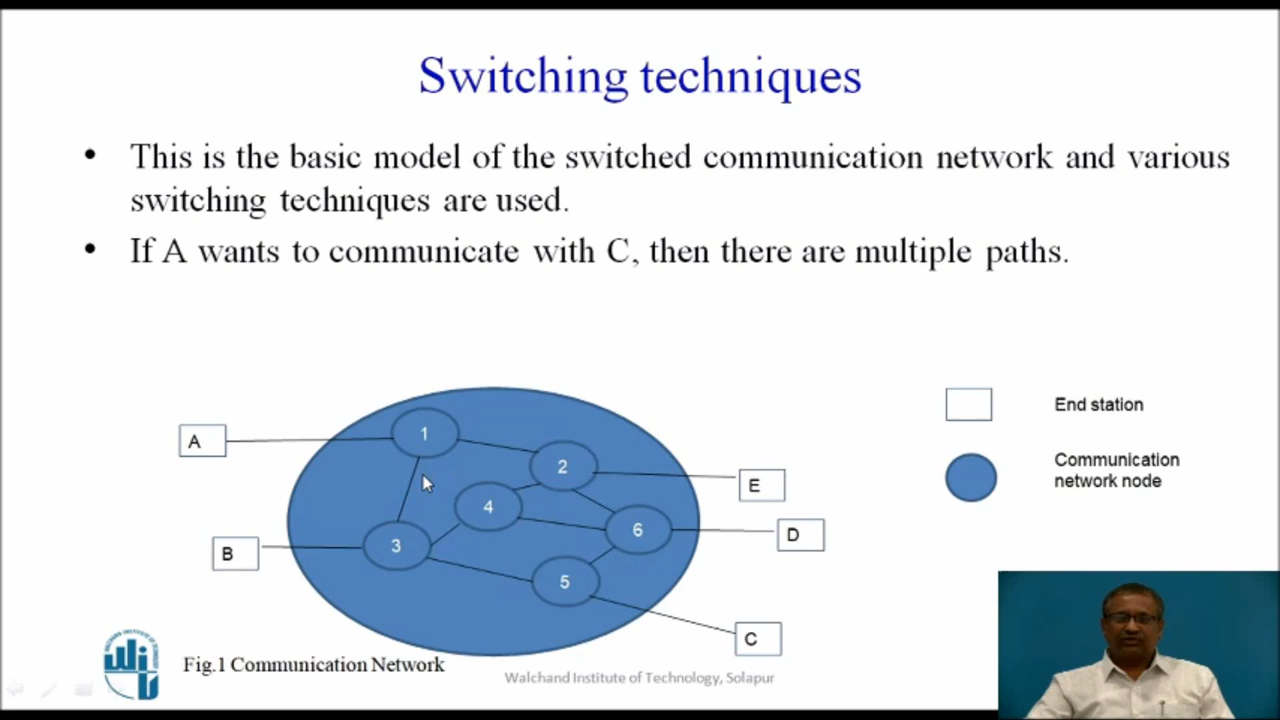 Switching techniques
• This is the basic model of the switched communication network and various
switching techniques are used.
• If A wants to communicate with C, then there are multiple paths.
A
1
2
E
4
6
D
3
B
5
C
End station
Communication
network node
Fig.1 Communication Network
Walchand Institute of Technology, Solapur